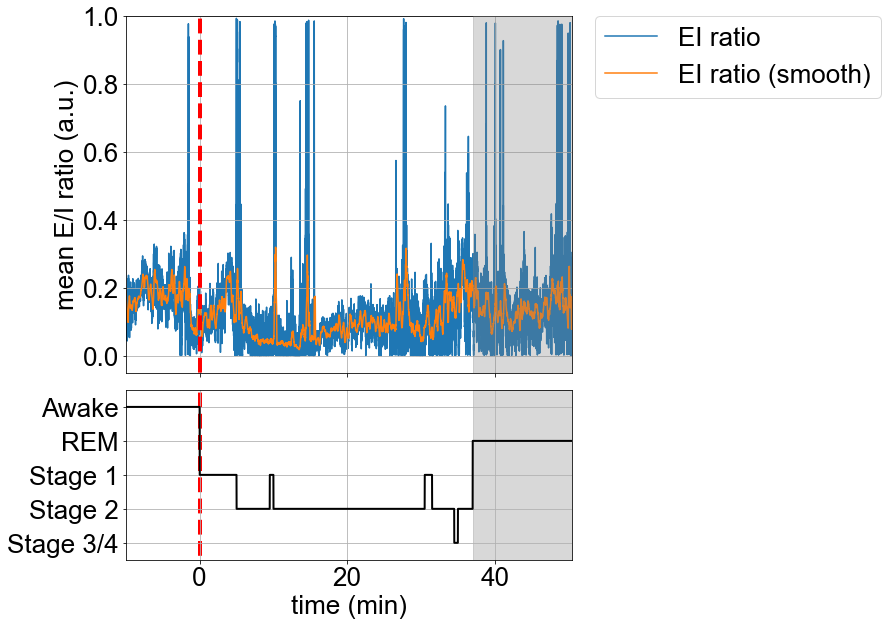 1.0
0.8
0.6
0.4
0.2
0.0
mean E/I ratio (a.u.)
EI ratio
EI ratio (smooth)
Awake
REM
Stage 1
Stage 2
Stage 3/4
0 20 40
time (min)